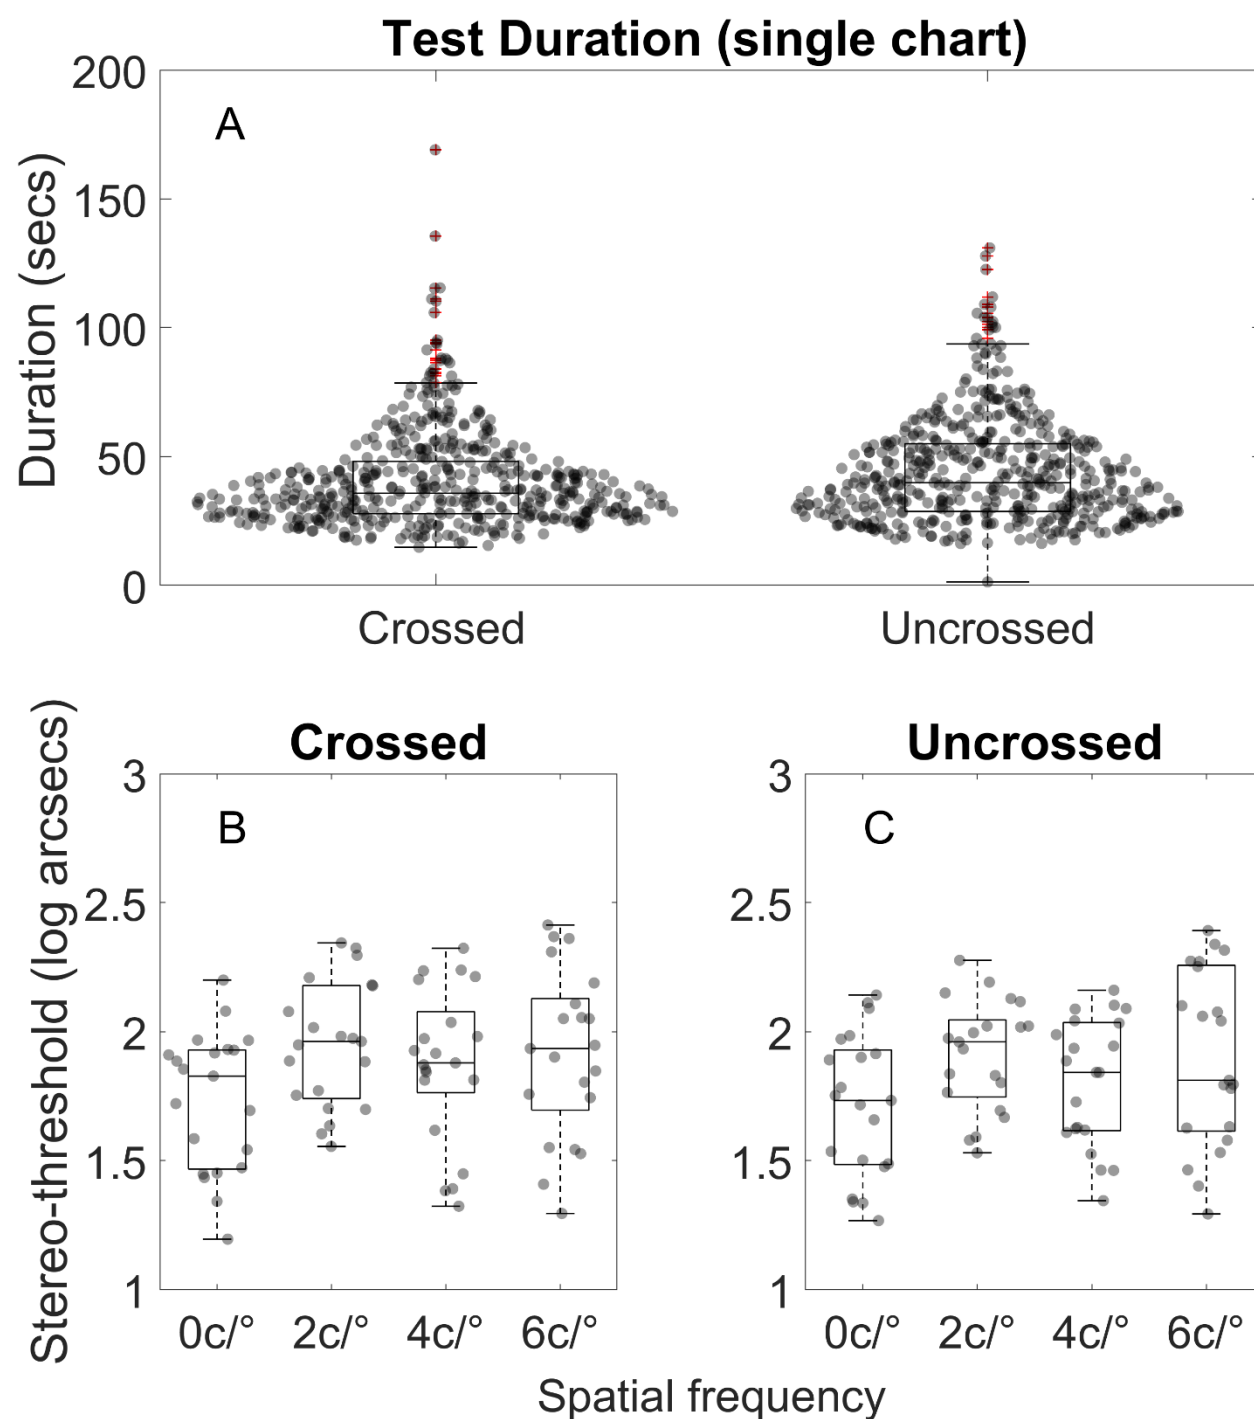 Test Duration (single chart)
200
150
100
50
0
Duration (secs)
A
Crossed
Uncrossed
Crossed
3
2.5
2
1.5
1
Stereo-threshold (log arcsecs)
B
0c/° 2c/° 4c/° 6c/°
Uncrossed
3
2.5
2
1.5
1
C
0c/° 2c/° 4c/° 6c/°
Spatial frequency